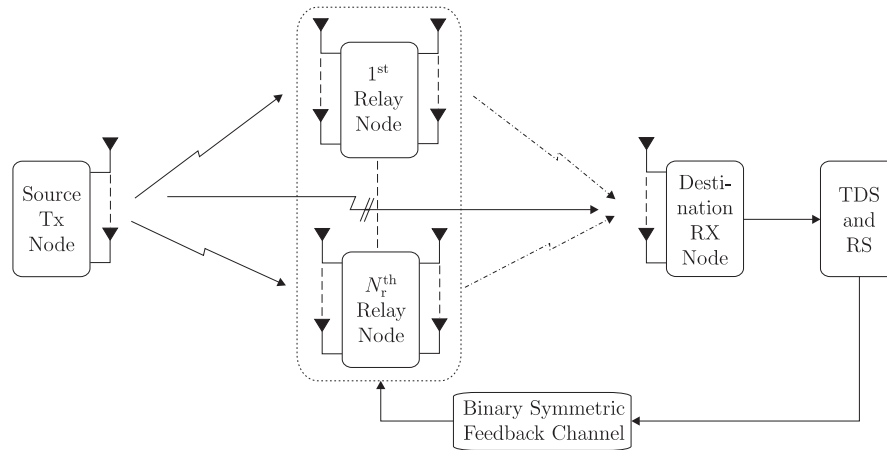 1st
Relay
Node
Source
Tx
Node
Desti-
nation
RX
Node
TDS
and
RS
Nrth
Relay
Node
Binary Symmetric
Feedback Channel